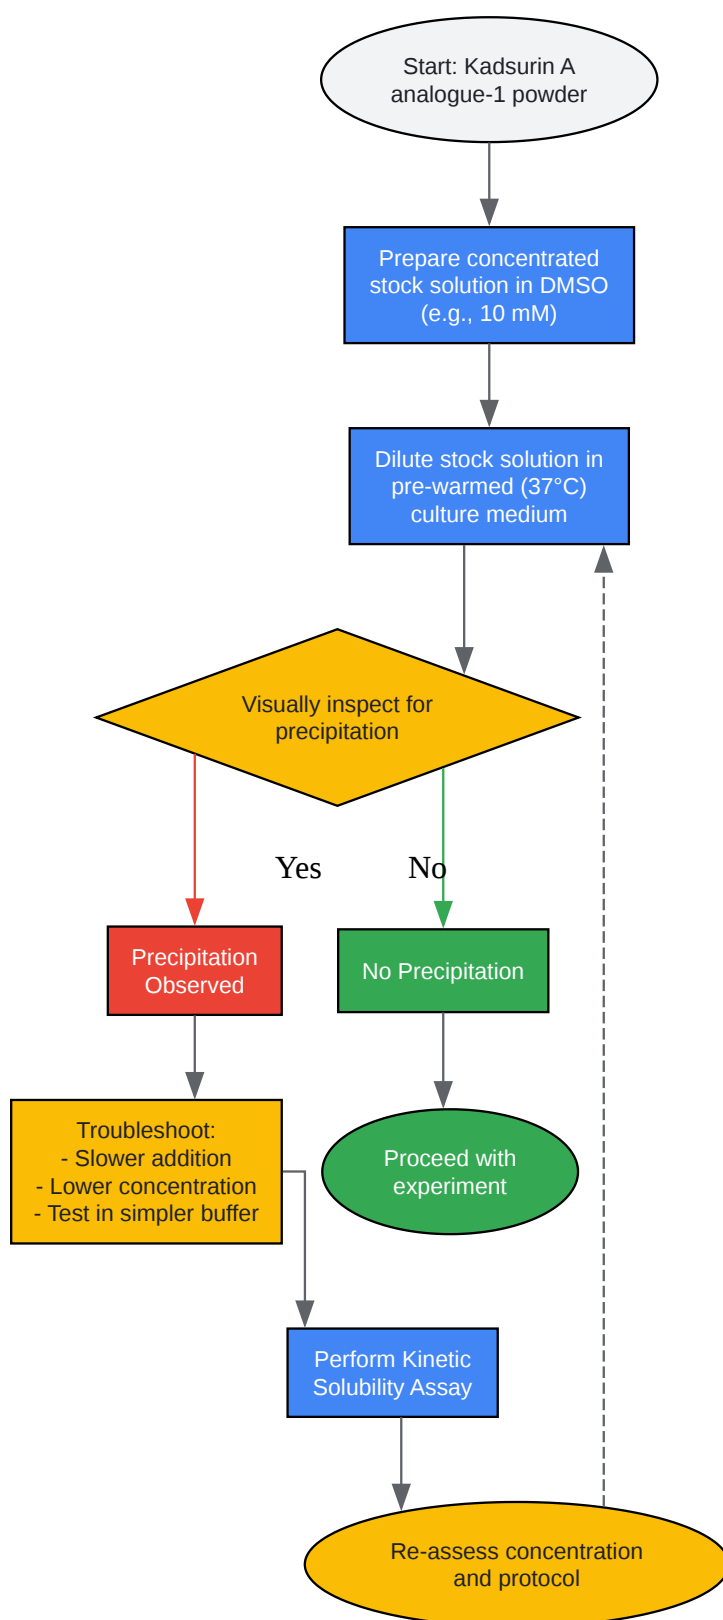 Start: Kadsurin A
analogue-1 powder
Prepare concentrated
stock solution in DMSO
(e.g., 10 mM)
Dilute stock solution in
pre-warmed (37°C)
culture medium
Visually inspect for
precipitation
Yes
No
Precipitation
Observed
No Precipitation
Troubleshoot:
- Slower addition
- Lower concentration
- Test in simpler buffer
Proceed with
experiment
Perform Kinetic
Solubility Assay
Re-assess concentration
and protocol